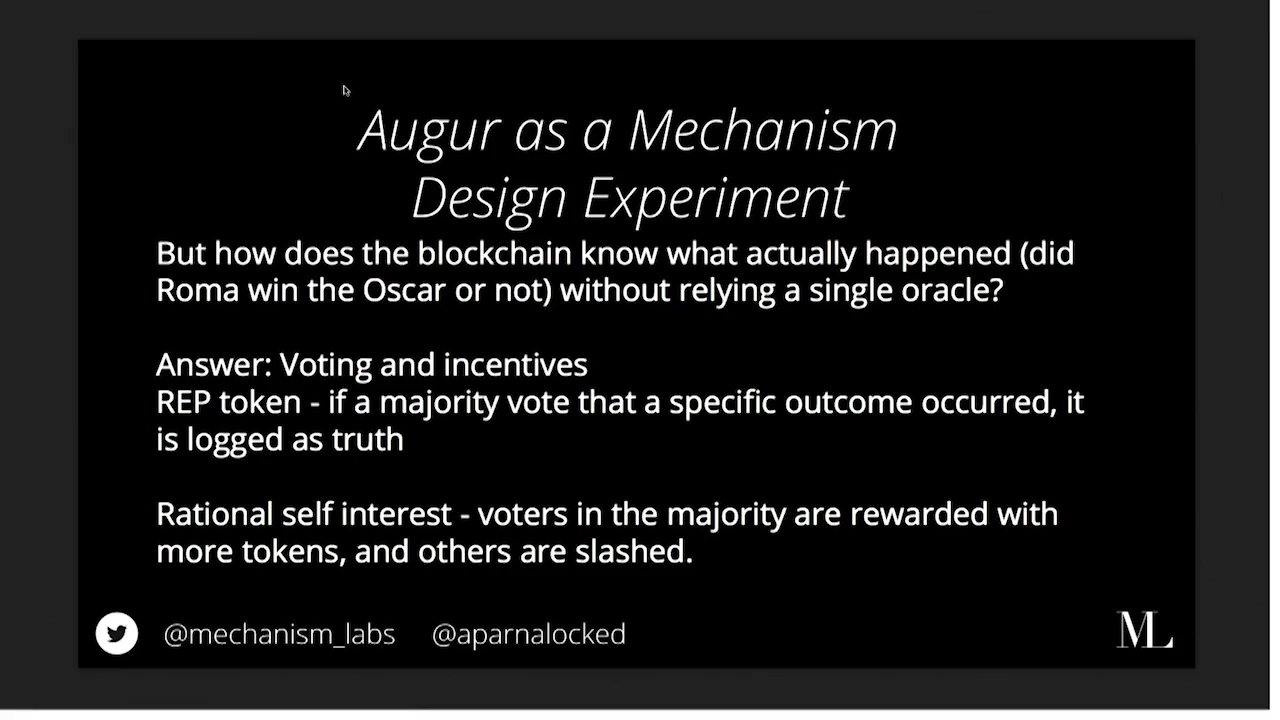 Augur as a Mechanism
Design Experiment
But how does the blockchain know what actually happened (did
Roma win the Oscar or not) without relying a single oracle?
Answer: Voting and incentives
REP token - if a majority vote that a specific outcome occurred, it
is logged as truth
Rational self interest - voters in the majority are rewarded with
more tokens, and others are slashed.
@mechanism_labs @aparnalocked
ML